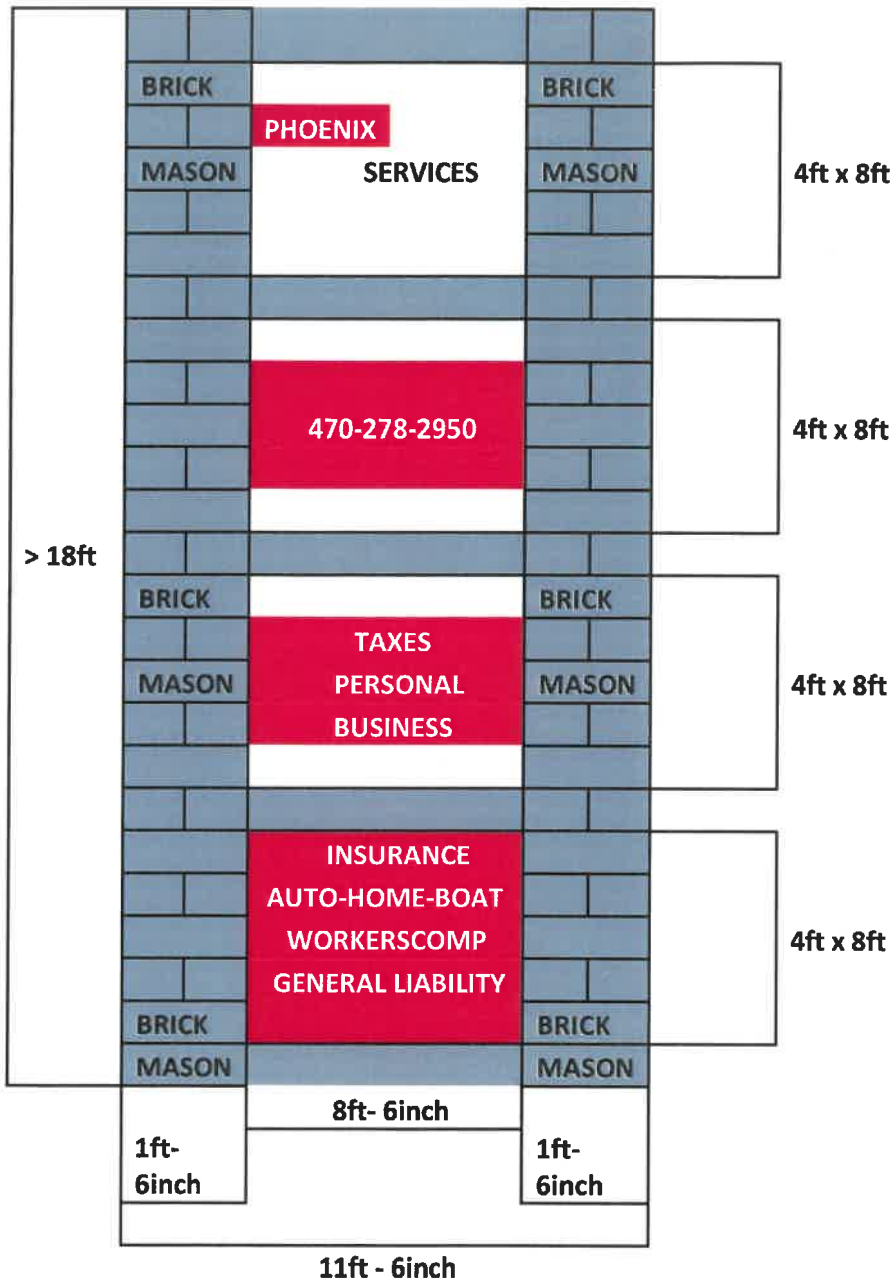 BRICK
BRICK
PHOENIX
MASON
SERVICES
MASON
4ft x 8ft
470-278-2950
4ft x 8ft
> 18ft
BRICK
BRICK
TAXES
MASON
PERSONAL
MASON
4ft x 8ft
BUSINESS
INSURANCE
AUTO-HOME-BOAT
WORKERSCOMP
4ft x 8ft
GENERAL LIABILITY
BRICK
BRICK
MASON
MASON
8ft- 6inch
1ft-
6inch
1ft-
6inch
11ft - 6inch